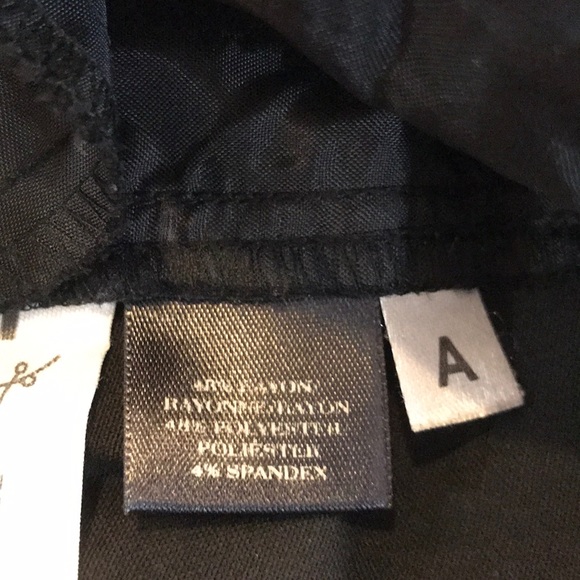 48% RAYON
RAYONNE•RAYON
48% POLYESTER
POLIESTER
4% SPANDEX
A